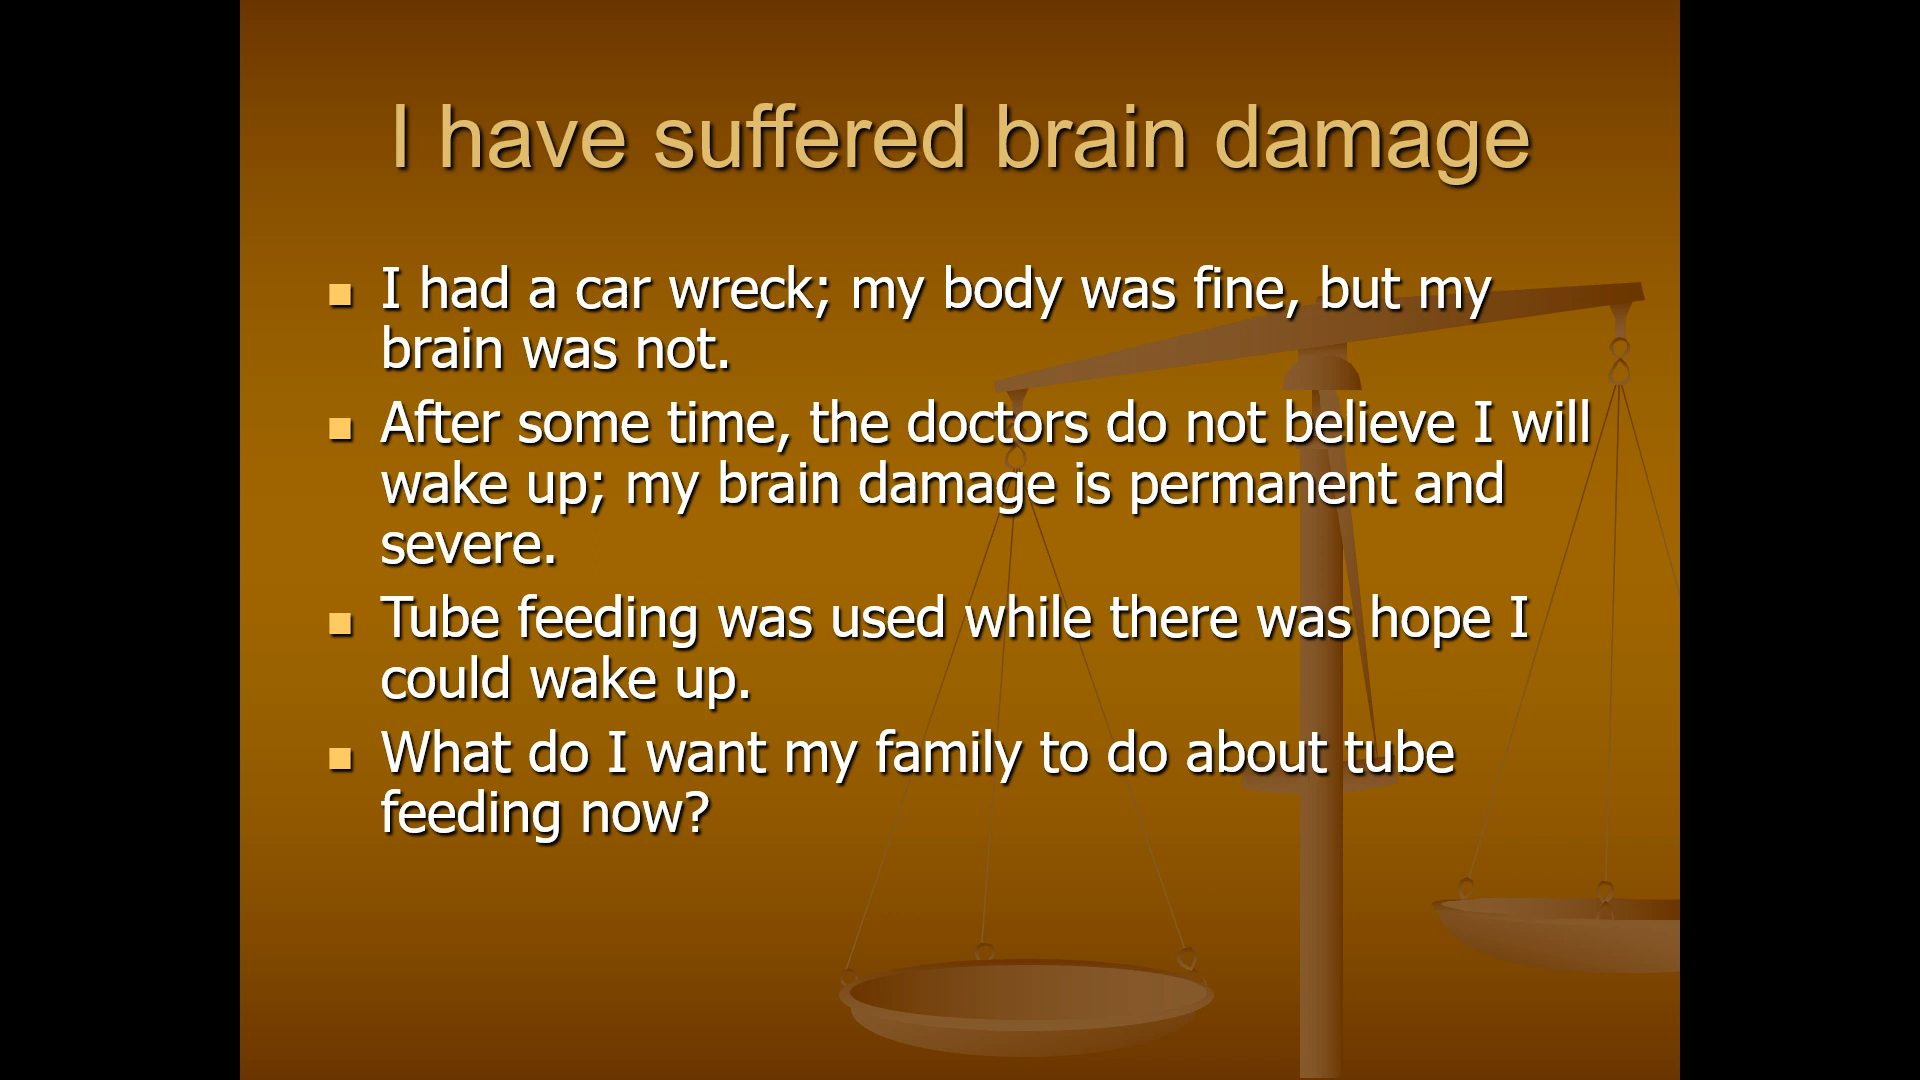 I have suffered brain damage
I had a car wreck; my body was fine, but my
brain was not.
After some time, the doctors do not believe I will
wake up; my brain damage is permanent and
severe.
Tube feeding was used while there was hope I
could wake up.
What do I want my family to do about tube
feeding now?